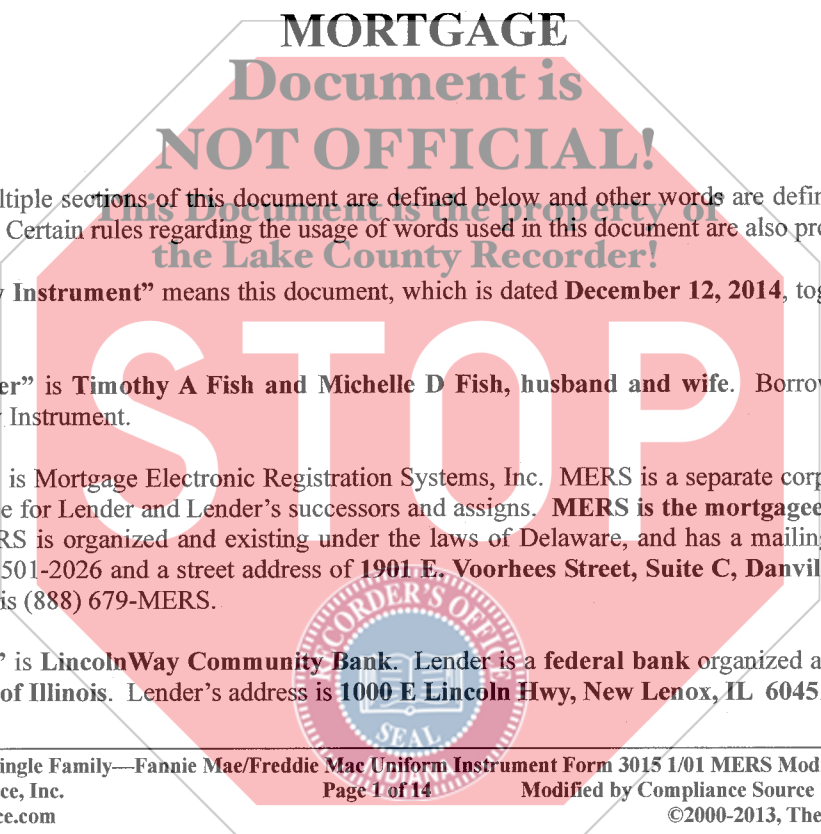 MORTGAGE
Document is
NOT OFFICIAL!
ltiple sections of this document are defined below and other words are defin
This Document is the property of
Certain rules regarding the usage of words used in this document are also pro
the Lake County Recorder!
y Instrument” means this document, which is dated December 12, 2014, tog
STOP
er” is Timothy A Fish and Michelle D Fish, husband and wife. Borrow
y Instrument.
is Mortgage Electronic Registration Systems, Inc. MERS is a separate corp
e for Lender and Lender’s successors and assigns. MERS is the mortgagee
RS is organized and existing under the laws of Delaware, and has a mailing
501-2026 and a street address of 1901 E. Voorhees Street, Suite C, Danvil
is (888) 679-MERS.
RECORDER'S OFFICE
” is LincolnWay Community Bank. Lender is a federal bank organized a
of Illinois. Lender’s address is 1000 E Lincoln Hwy, New Lenox, IL 6045
SEAL
INDIANA
ingle Family—Fannie Mae/Freddie Mac Uniform Instrument Form 3015 1/01 MERS Mod
ce, Inc. Page 1 of 14 Modified by Compliance Source
ce.com ©2000-2013, The